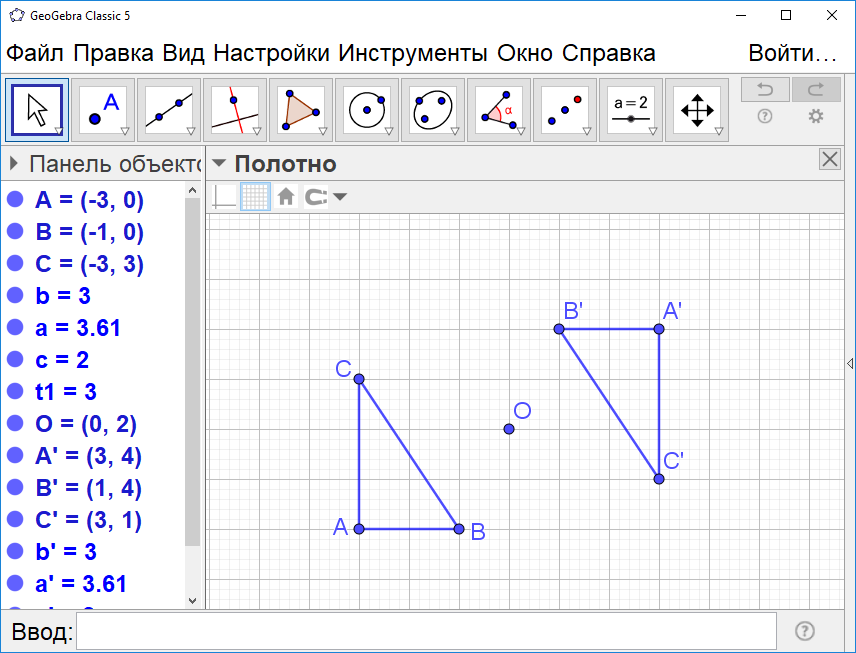 GeoGebra Classic 5
Файл Правка Вид Настройки Инструменты Окно Справка Войти…
A α a = 2
Панель объекто
Полотно
A = (-3, 0)
B = (-1, 0)
C = (-3, 3)
b = 3
a = 3.61
c = 2
t1 = 3
O = (0, 2)
A' = (3, 4)
B' = (1, 4)
C' = (3, 1)
b' = 3
a' = 3.61
B' A'
C
O
C'
A B
Ввод: